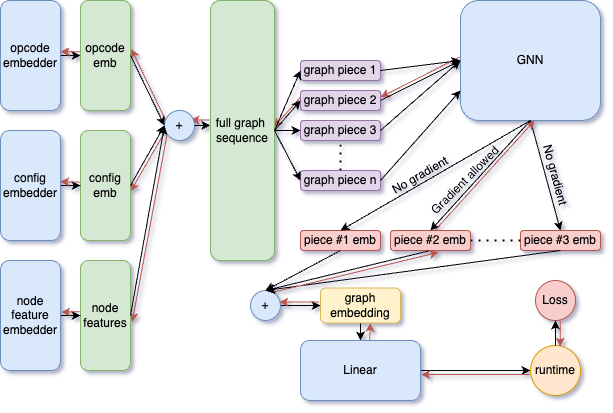 opcode
embedder
opcode
emb
config
embedder
config
emb
node
feature
embedder
node
features
+
full graph
sequence
graph piece 1
graph piece 2
graph piece 3
graph piece n
GNN
No gradient
Gradient allowed
No gradient
piece #1 emb
piece #2 emb
piece #3 emb
+
graph
embedding
Linear
Loss
runtime